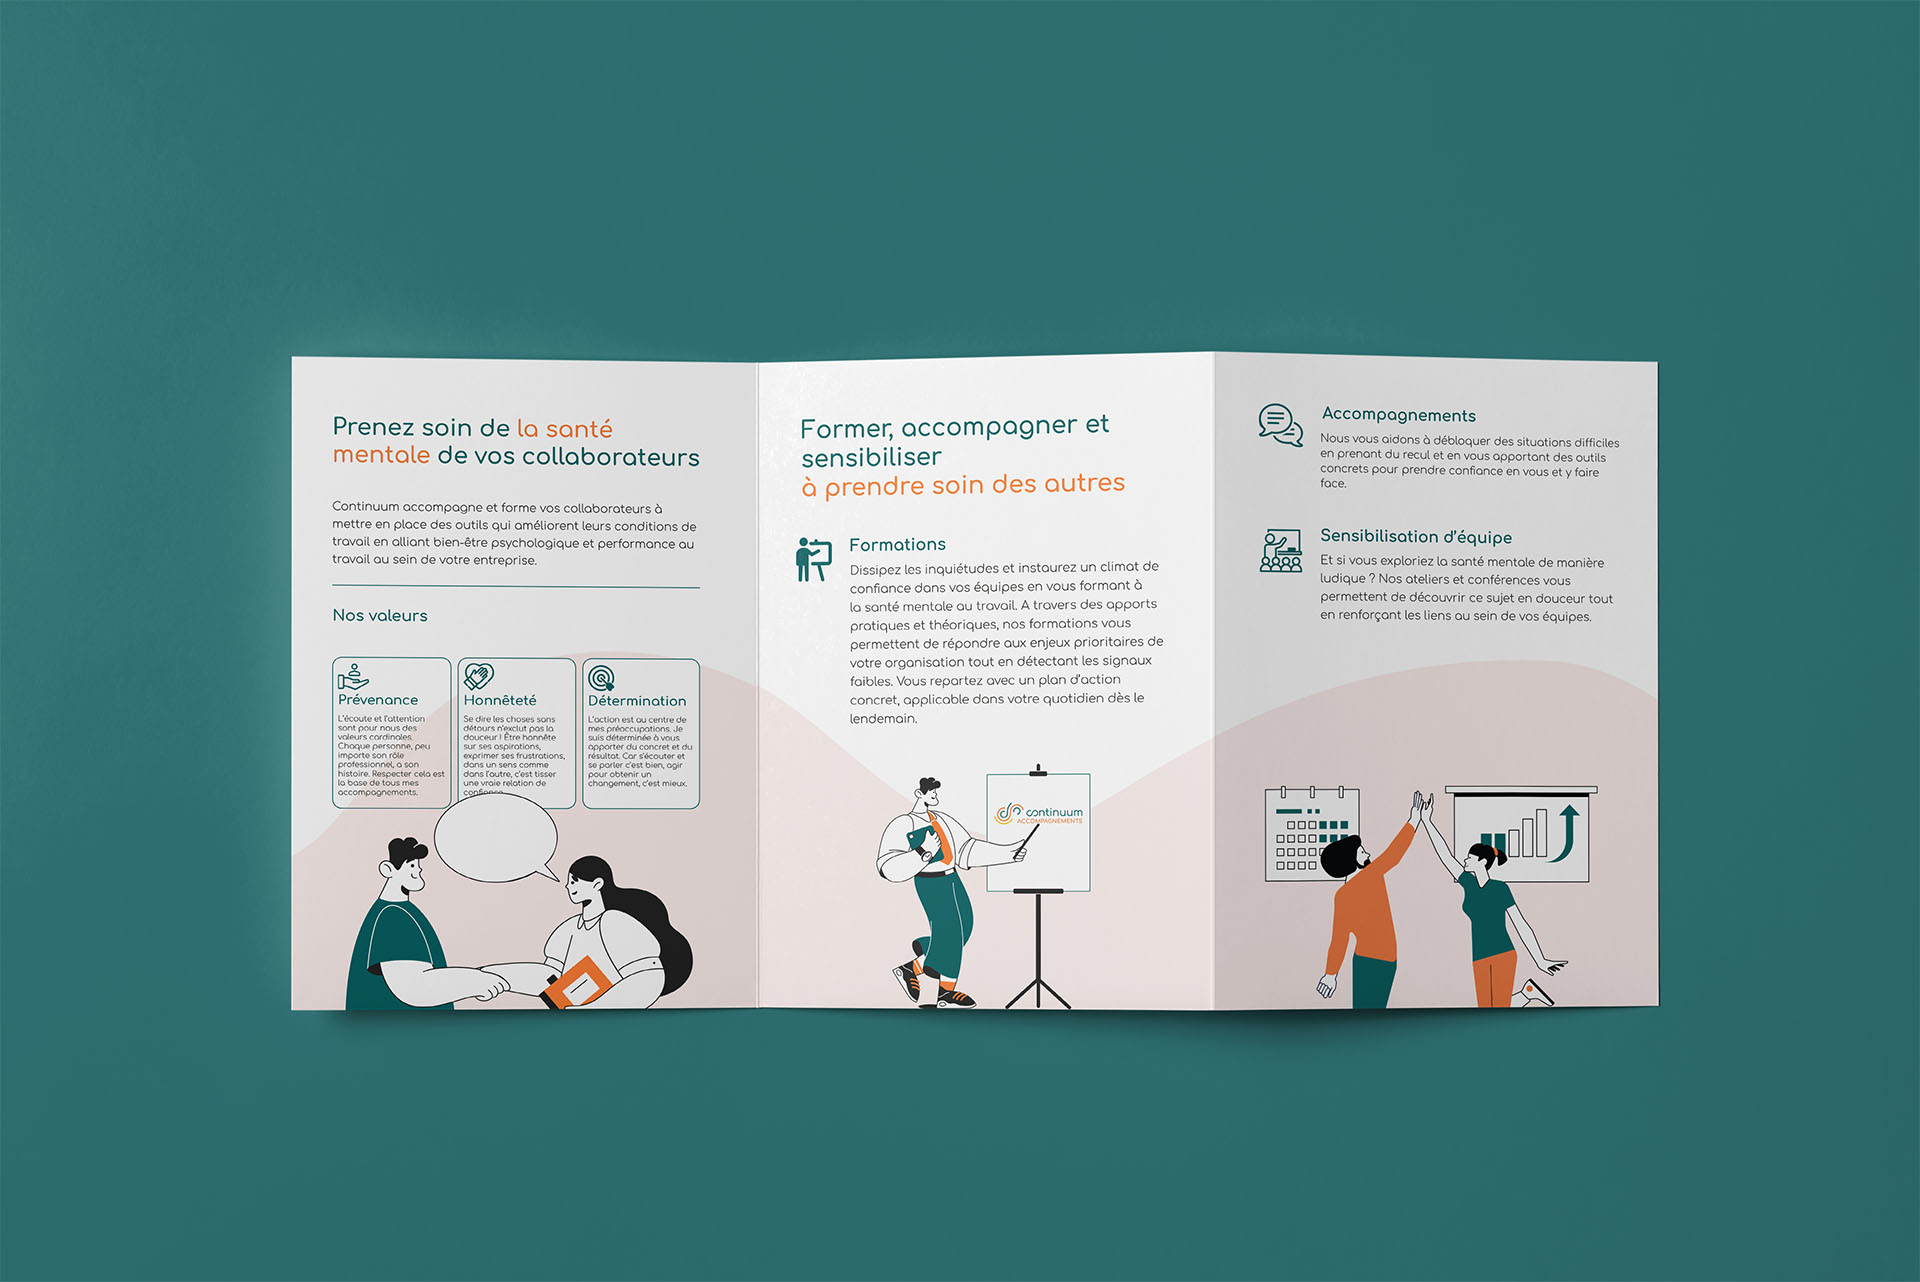 Prenez soin de la santé
mentale de vos collaborateurs
Continuum accompagne et forme vos collaborateurs à
mettre en place des outils qui améliorent leurs conditions de
travail en alliant bien-être psychologique et performance au
travail au sein de votre entreprise.
Nos valeurs
Prévenance
L'écoute et l'attention
sont pour nous des
valeurs cardinales.
Chaque personne, peu
importe son rôle
professionnel, a son
histoire. Respecter cela est
la base de tous mes
accompagnements.
Honnêteté
Se dire les choses sans
détours n'exclut pas la
douceur ! Être honnête
sur ses aspirations,
exprimer ses frustrations,
dans un sens comme
dans l'autre, c'est tisser
une vraie relation de
confiance
Détermination
L'action est au centre de
mes préoccupations. Je
suis déterminée à vous
apporter du concret et du
résultat. Car s'écouter et
se parler c'est bien, agir
pour obtenir un
changement, c'est mieux.
Former, accompagner et
sensibiliser
à prendre soin des autres
Formations
Dissipez les inquiétudes et instaurez un climat de
confiance dans vos équipes en vous formant à
la santé mentale au travail. A travers des apports
pratiques et théoriques, nos formations vous
permettent de répondre aux enjeux prioritaires de
votre organisation tout en détectant les signaux
faibles. Vous repartez avec un plan d'action
concret, applicable dans votre quotidien dès le
lendemain.
continuum
ACCOMPAGNEMENTS
Accompagnements
Nous vous aidons à débloquer des situations difficiles
en prenant du recul et en vous apportant des outils
concrets pour prendre confiance en vous et y faire
face.
Sensibilisation d'équipe
Et si vous exploriez la santé mentale de manière
ludique ? Nos ateliers et conférences vous
permettent de découvrir ce sujet en douceur tout
en renforçant les liens au sein de vos équipes.